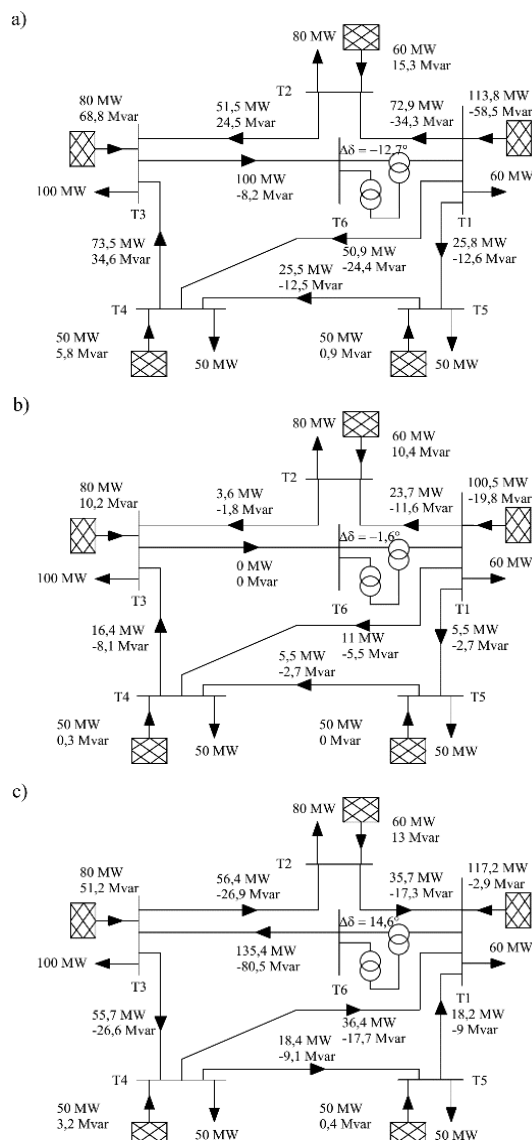 a)
80 MW
60 MW
15,3 Mvar
T2
80 MW
68,8 Mvar
51,5 MW
24,5 Mvar
72,9 MW
-34,3 Mvar
113,8 MW
-58,5 Mvar
Δδ = −12,7°
100 MW
-8,2 Mvar
100 MW
60 MW
T3
T6
T1
73,5 MW
34,6 Mvar
50,9 MW
-24,4 Mvar
25,8 MW
-12,6 Mvar
25,5 MW
-12,5 Mvar
T4
T5
50 MW
5,8 Mvar
50 MW
50 MW
0,9 Mvar
50 MW
b)
80 MW
60 MW
10,4 Mvar
T2
80 MW
10,2 Mvar
3,6 MW
-1,8 Mvar
23,7 MW
-11,6 Mvar
100,5 MW
-19,8 Mvar
Δδ = −1,6°
0 MW
0 Mvar
100 MW
60 MW
T3
T6
T1
16,4 MW
-8,1 Mvar
11 MW
-5,5 Mvar
5,5 MW
-2,7 Mvar
5,5 MW
-2,7 Mvar
T4
T5
50 MW
0,3 Mvar
50 MW
50 MW
0 Mvar
50 MW
c)
80 MW
60 MW
13 Mvar
T2
80 MW
51,2 Mvar
56,4 MW
-26,9 Mvar
35,7 MW
-17,3 Mvar
117,2 MW
-2,9 Mvar
Δδ = 14,6°
135,4 MW
-80,5 Mvar
100 MW
60 MW
T3
T6
T1
55,7 MW
-26,6 Mvar
36,4 MW
-17,7 Mvar
18,2 MW
-9 Mvar
18,4 MW
-9,1 Mvar
T4
T5
50 MW
3,2 Mvar
50 MW
50 MW
0,4 Mvar
50 MW